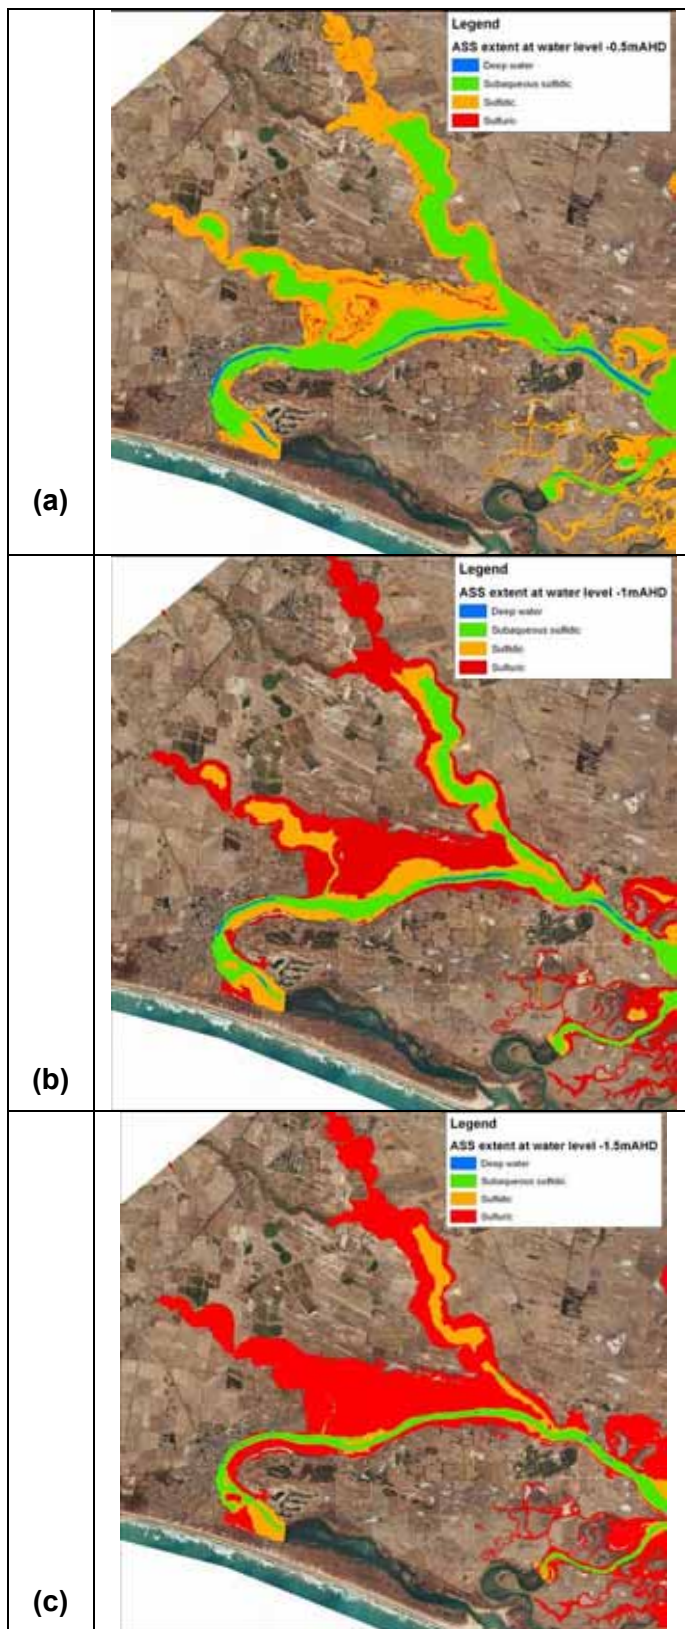 Legend
ASS extent at water level -0.5mAHD
Deep water
Subaqueous sulfidic
Sulfidic
Sulfuric
(a)
Legend
ASS extent at water level -1mAHD
Deep water
Subaqueous sulfidic
Sulfidic
Sulfuric
(b)
Legend
ASS extent at water level -1.5mAHD
Deep water
Subaqueous sulfidic
Sulfidic
Sulfuric
(c)